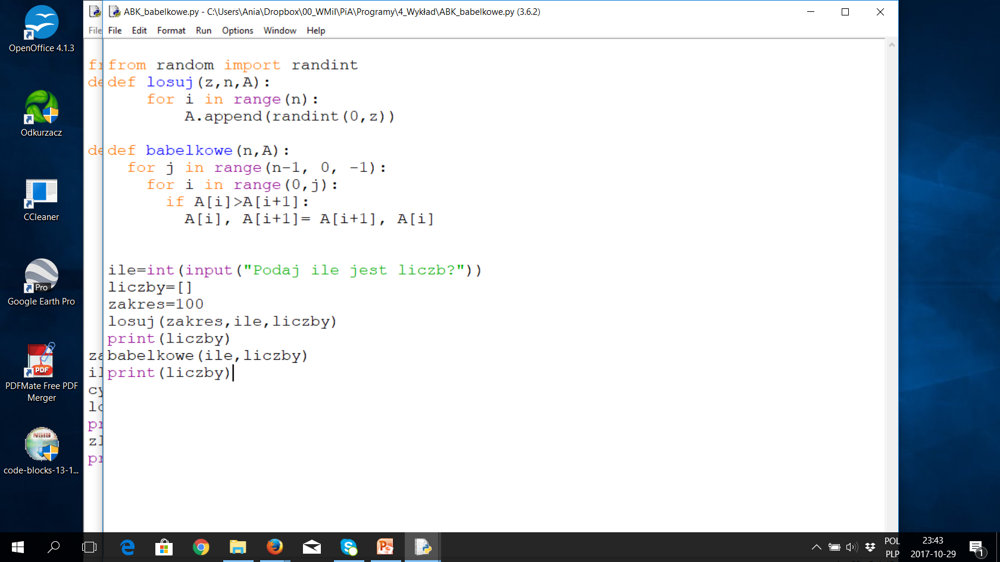 ABK_babelkowe.py - C:\Users\Ania\Dropbox\00_WMiI\PiA\Programy\4_Wykład\ABK_babelkowe.py (3.6.2)
File
File Edit Format Run Options Window Help
OpenOffice 4.1.3
Odkurzacz
CCleaner
Pro
Google Earth Pro
PDF
PDFMate Free PDF
Merger
code-blocks-13-1...
fr
de
de
za
il
cy
lo
pr
zl
pr
from random import randint
def losuj(z,n,A):
for i in range(n):
A.append(randint(0,z))
def babelkowe(n,A):
for j in range(n-1, 0, -1):
for i in range(0,j):
if A[i]>A[i+1]:
A[i], A[i+1]= A[i+1], A[i]
ile=int(input("Podaj ile jest liczb?"))
liczby=[]
zakres=100
losuj(zakres,ile,liczby)
print(liczby)
babelkowe(ile,liczby)
print(liczby)
POL
PLP
23:43
2017-10-29
1